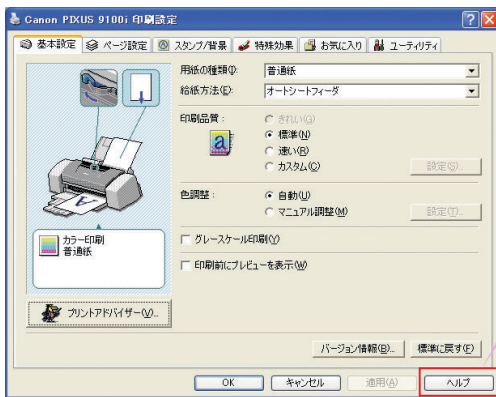 Canon PIXUS 9100i 印刷設定
基本設定 ページ設定 スタンプ/背景 特殊効果 お気に入り ユーティリティ
用紙の種類(I): 普通紙
給紙方法(E): オートシートフィーダ
印刷品質:
きれい(G)
標準(N)
速い(R)
カスタム(C) 設定(S)...
色調整:
自動(U)
マニュアル調整(M) 設定(T)...
カラー印刷
普通紙
グレースケール印刷(Y)
印刷前にプレビューを表示(W)
プリントアドバイザー(V)...
バージョン情報(B)... 標準に戻す(F)
OK キャンセル 適用(A) ヘルプ